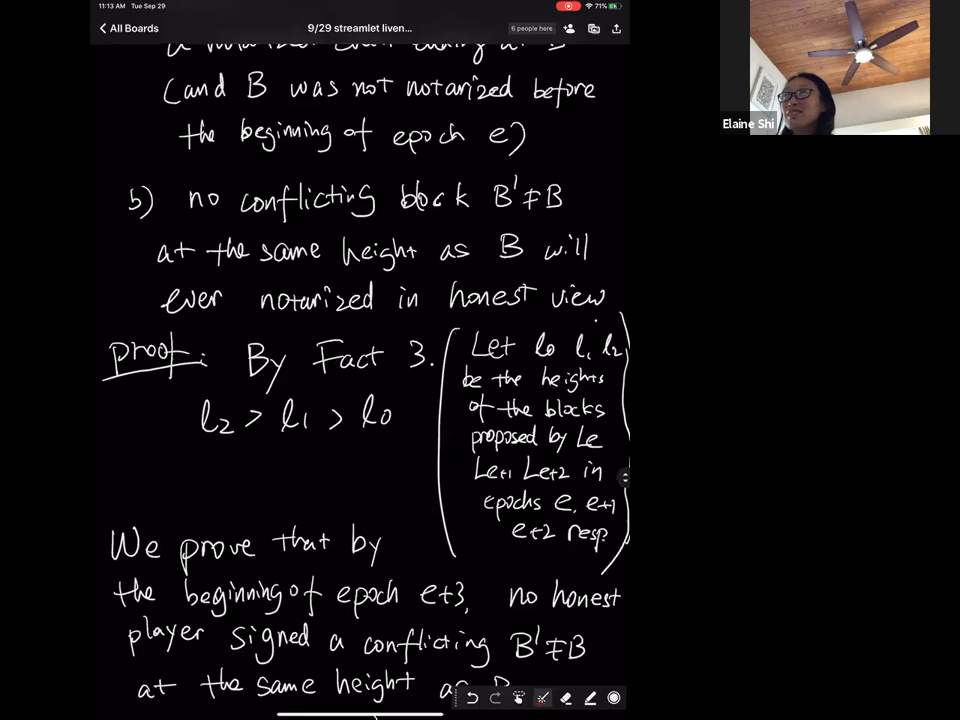 11:13 AM Tue Sep 29
71%
All Boards
9/29 streamlet liven...
6 people here
Elaine Shi
(and B was not notarized before
the beginning of epoch e)
b) no conflicting block B' ≠ B
at the same height as B will
ever notarized in honest view
Proof: By Fact 3.
l2 > l1 > l0
(Let l0 l1 l2
be the heights
of the blocks
proposed by Le
Le+1 Le+2 in
epochs e, e+1
e+2 resp)
We prove that by
the beginning of epoch e+3, no honest
player signed a conflicting B' ≠ B
at the same height as B